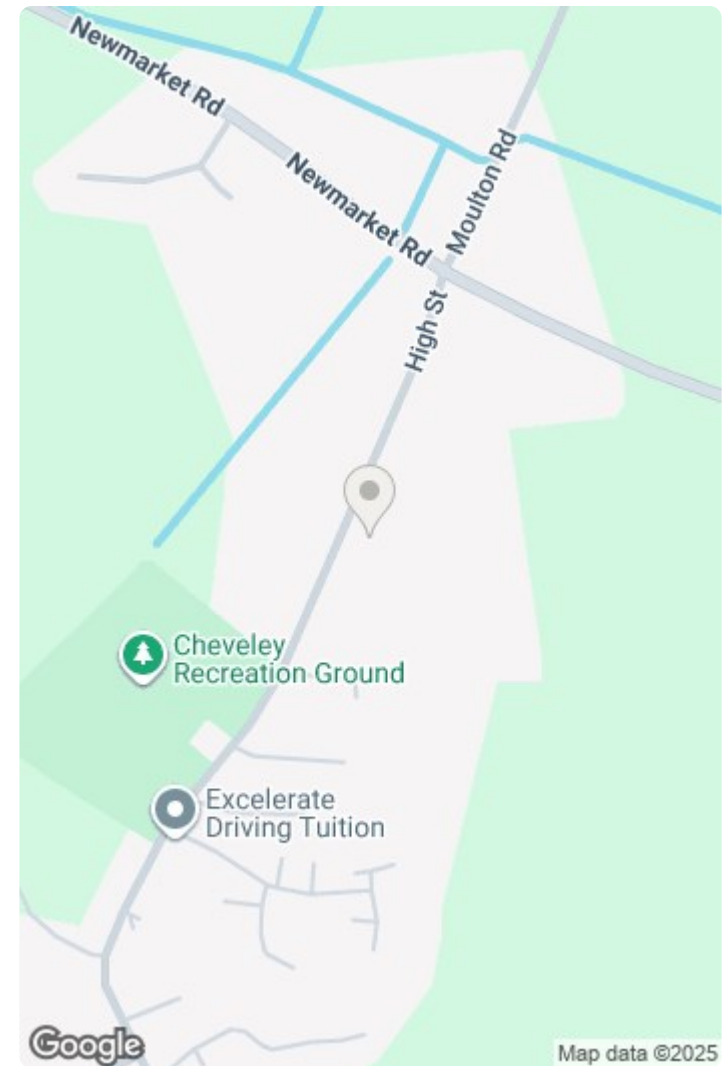 Newmarket Rd
Newmarket Rd
Moulton Rd
High St
Cheveley
Recreation Ground
Excelerate
Driving Tuition
Google
Map data ©2025